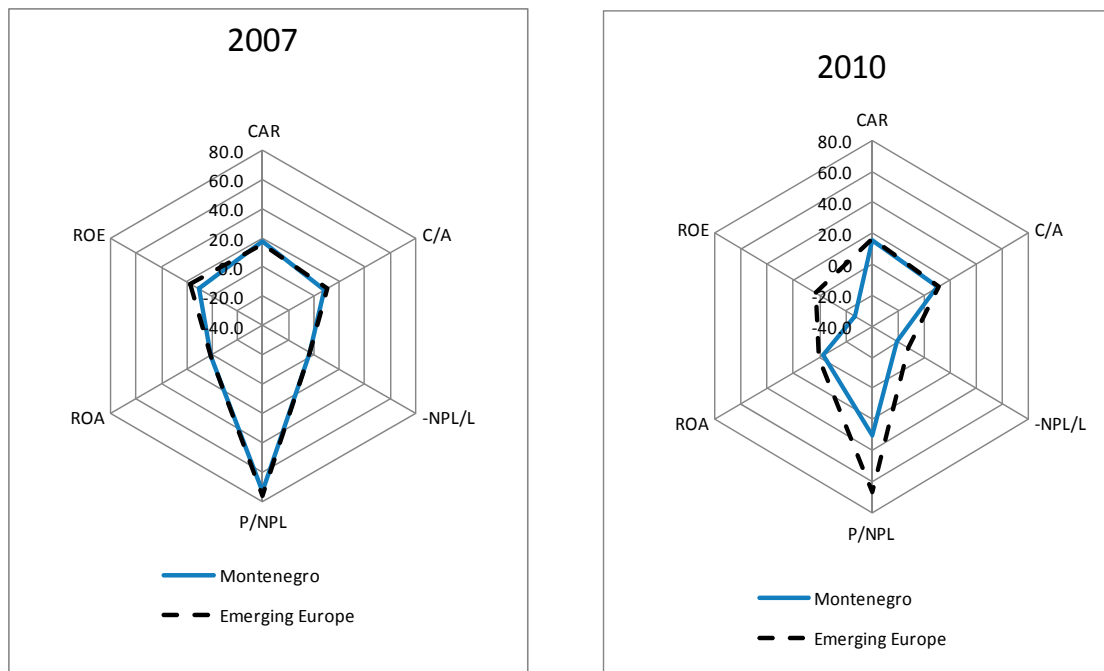 2007
CAR
80.0
60.0
40.0
20.0
0.0
-20.0
-40.0
ROE
C/A
ROA
-NPL/L
P/NPL
Montenegro
Emerging Europe
2010
CAR
80.0
60.0
40.0
20.0
0.0
-20.0
-40.0
ROE
C/A
ROA
-NPL/L
P/NPL
Montenegro
Emerging Europe